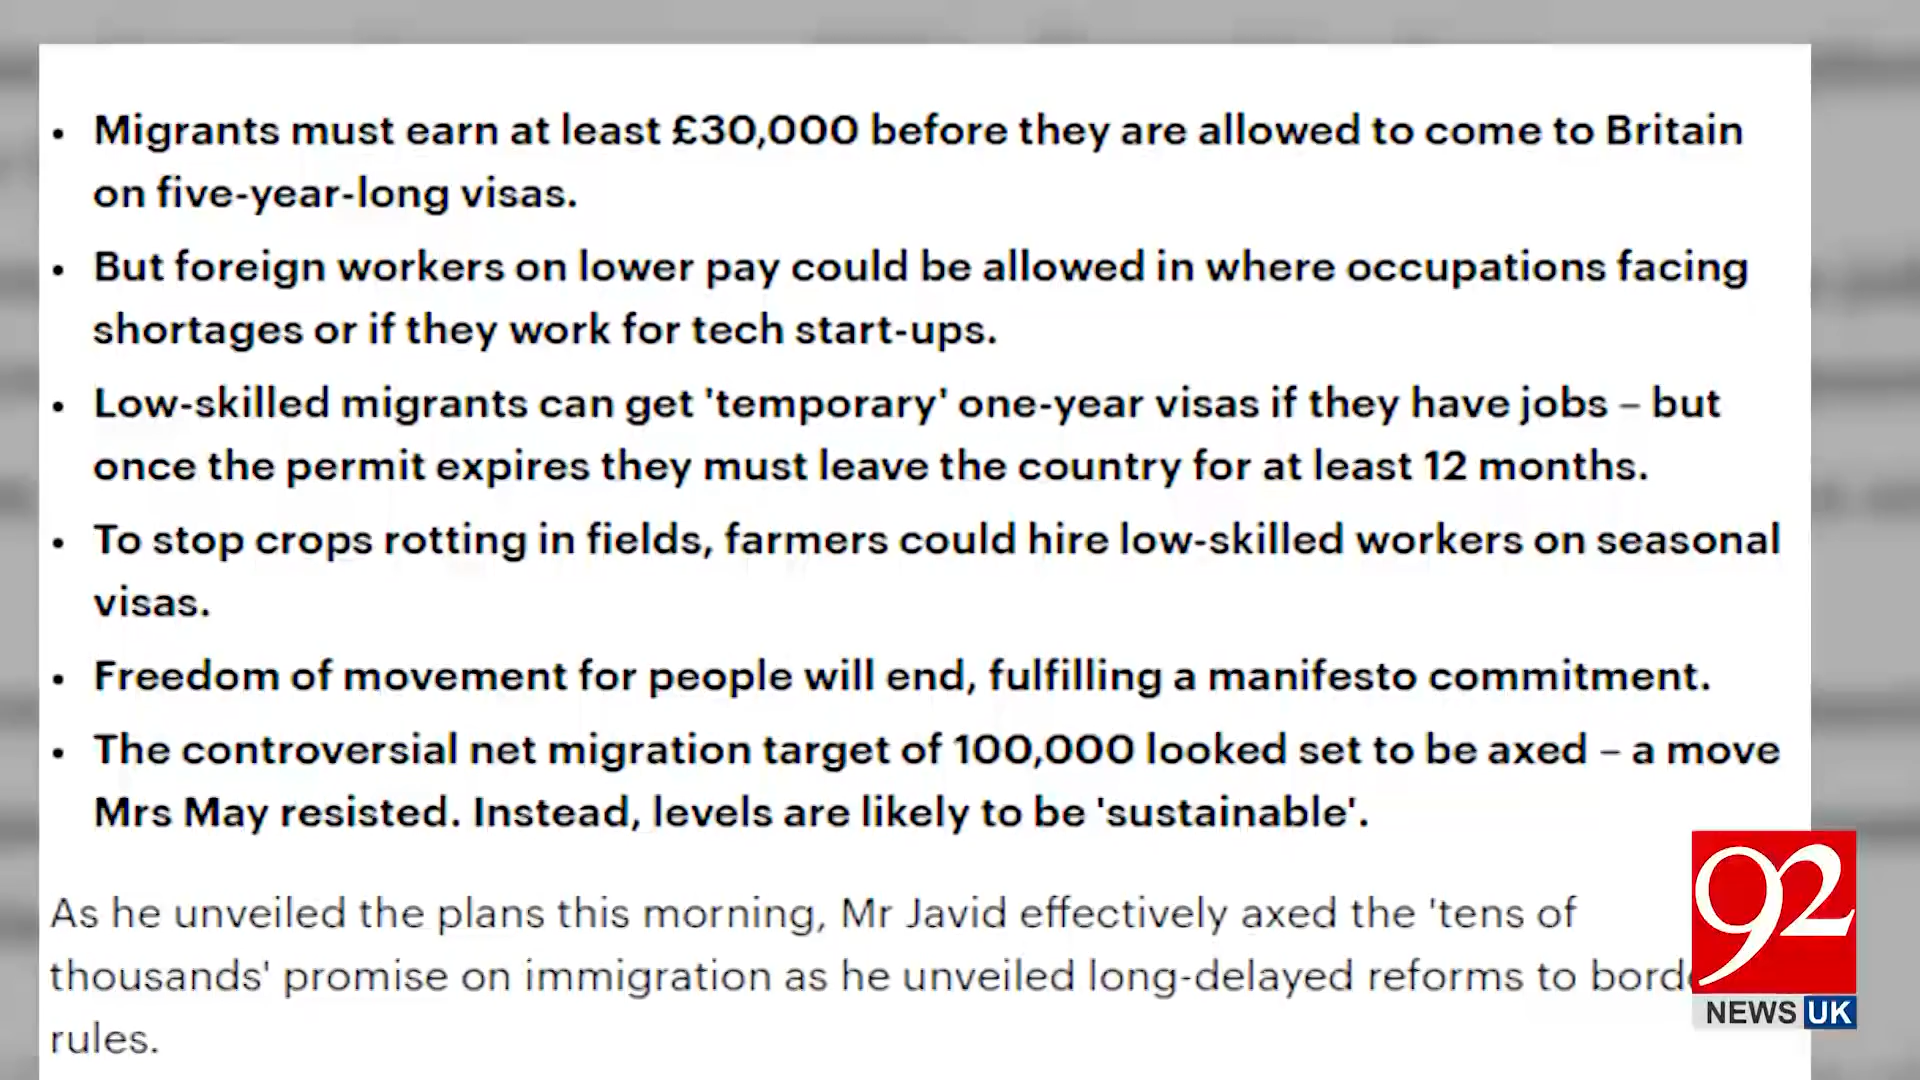 • Migrants must earn at least £30,000 before they are allowed to come to Britain
on five-year-long visas.
• But foreign workers on lower pay could be allowed in where occupations facing
shortages or if they work for tech start-ups.
• Low-skilled migrants can get 'temporary' one-year visas if they have jobs – but
once the permit expires they must leave the country for at least 12 months.
• To stop crops rotting in fields, farmers could hire low-skilled workers on seasonal
visas.
• Freedom of movement for people will end, fulfilling a manifesto commitment.
• The controversial net migration target of 100,000 looked set to be axed – a move
Mrs May resisted. Instead, levels are likely to be 'sustainable'.
As he unveiled the plans this morning, Mr Javid effectively axed the 'tens of
thousands' promise on immigration as he unveiled long-delayed reforms to
rules.
92
NEWS UK